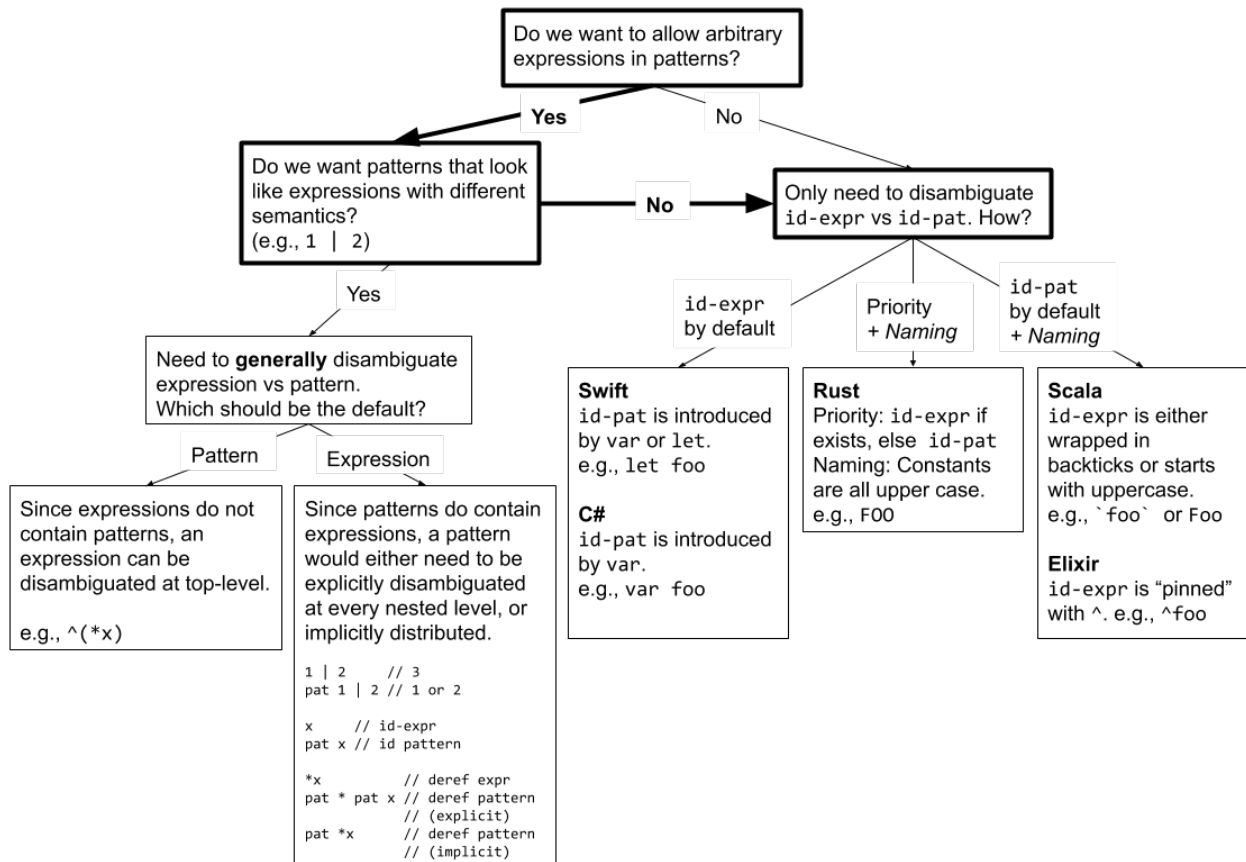 Do we want to allow arbitrary
expressions in patterns?
Yes
No
Do we want patterns that look
like expressions with different
semantics?
(e.g., 1 | 2)
No
Only need to disambiguate
id-expr vs id-pat. How?
Yes
id-expr
by default
Priority
+ Naming
id-pat
by default
+ Naming
Need to generally disambiguate
expression vs pattern.
Which should be the default?
Pattern
Expression
Since expressions do not
contain patterns, an
expression can be
disambiguated at top-level.
e.g., ^(*x)
Since patterns do contain
expressions, a pattern
would either need to be
explicitly disambiguated
at every nested level, or
implicitly distributed.
1 | 2     // 3
pat 1 | 2 // 1 or 2
x     // id-expr
pat x // id pattern
*x         // deref expr
pat * pat x // deref pattern
// (explicit)
pat *x     // deref pattern
// (implicit)
Swift
id-pat is introduced
by var or let.
e.g., let foo
C#
id-pat is introduced
by var.
e.g., var foo
Rust
Priority: id-expr if
exists, else id-pat
Naming: Constants
are all upper case.
e.g., FOO
Scala
id-expr is either
wrapped in
backticks or starts
with uppercase.
e.g., `foo` or Foo
Elixir
id-expr is “pinned”
with ^. e.g., ^foo